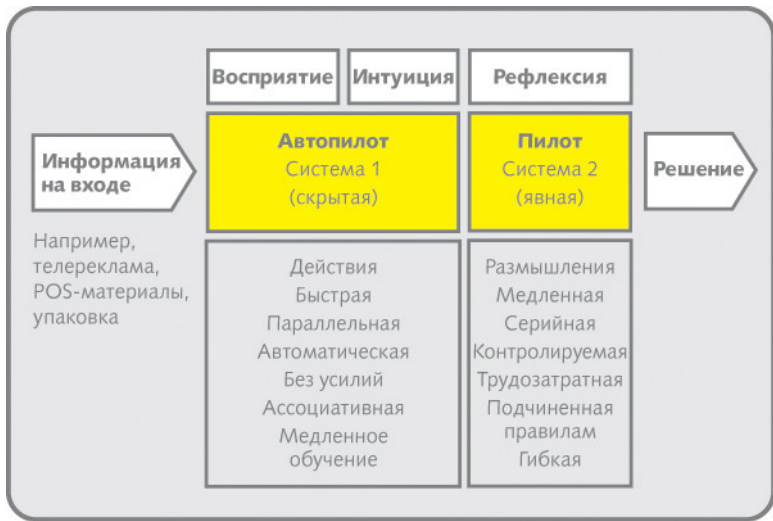 Восприятие
Интуиция
Рефлексия
Информация
на входе
Например,
телереклама,
POS-материалы,
упаковка
Автопилот
Система 1
(скрытая)
Действия
Быстрая
Параллельная
Автоматическая
Без усилий
Ассоциативная
Медленное
обучение
Пилот
Система 2
(явная)
Размышления
Медленная
Серийная
Контролируемая
Трудозатратная
Подчиненная
правилам
Гибкая
Решение